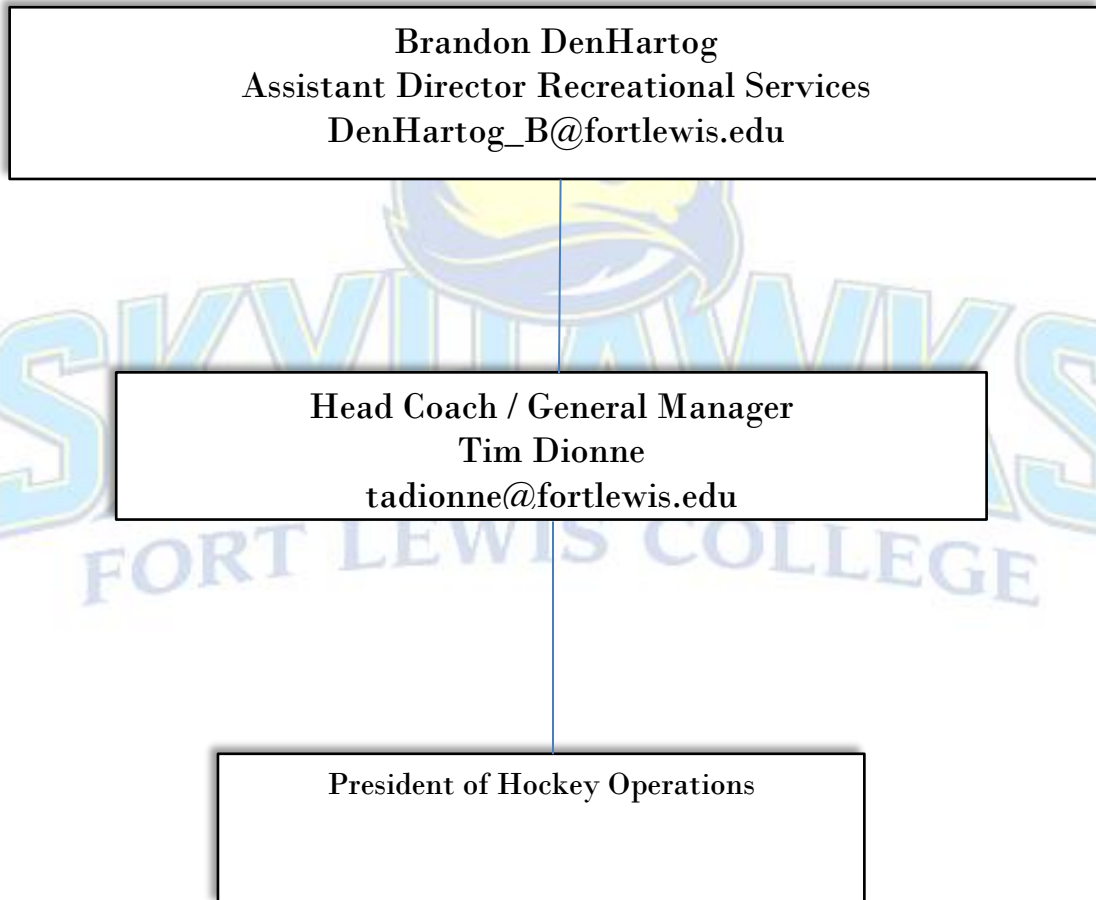 Brandon DenHartog
Assistant Director Recreational Services
DenHartog_B@fortlewis.edu
SKYHAWKS
Head Coach / General Manager
Tim Dionne
tadionne@fortlewis.edu
FORT LEWIS COLLEGE
President of Hockey Operations